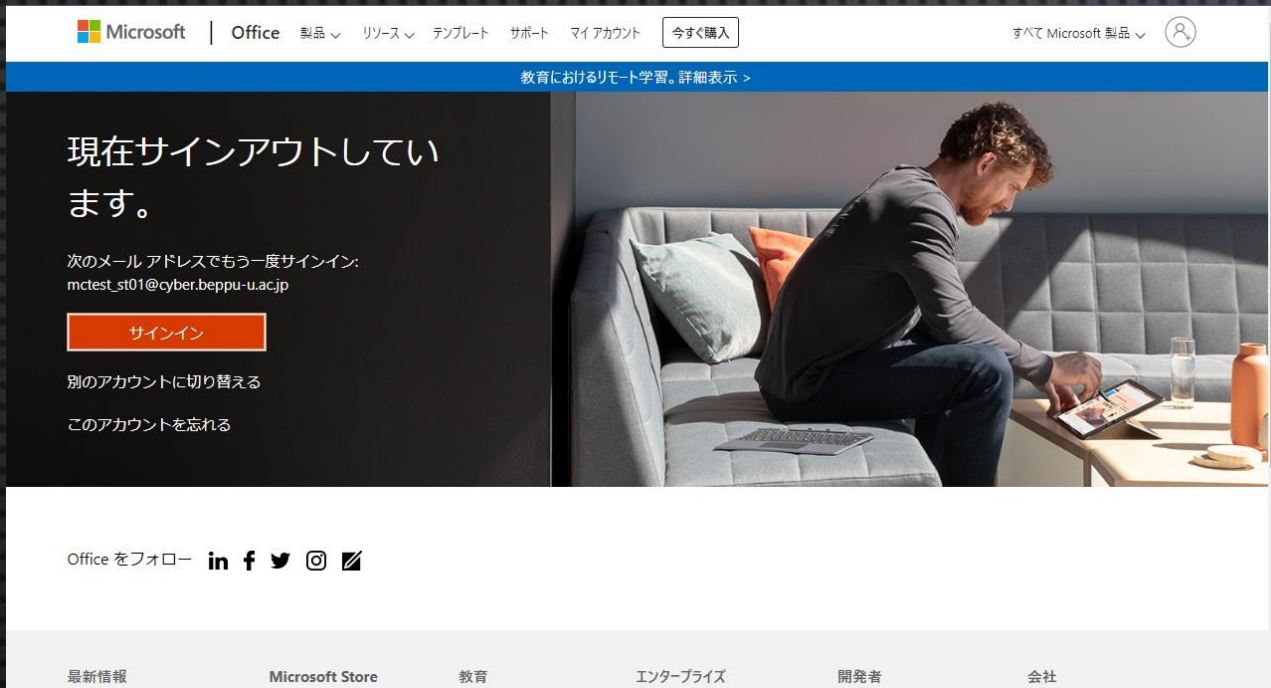 Microsoft | Office 製品 リソース テンプレート サポート マイ アカウント 今すぐ購入 すべて Microsoft 製品
教育におけるリモート学習。詳細表示 >
現在サインアウトしてい
ます。
次のメール アドレスでもう一度サインイン:
mctest_st01@cyber.beppu-u.ac.jp
サインイン
別のアカウントに切り替える
このアカウントを忘れる
Office をフォロー
最新情報 Microsoft Store 教育 エンタープライズ 開発者 会社